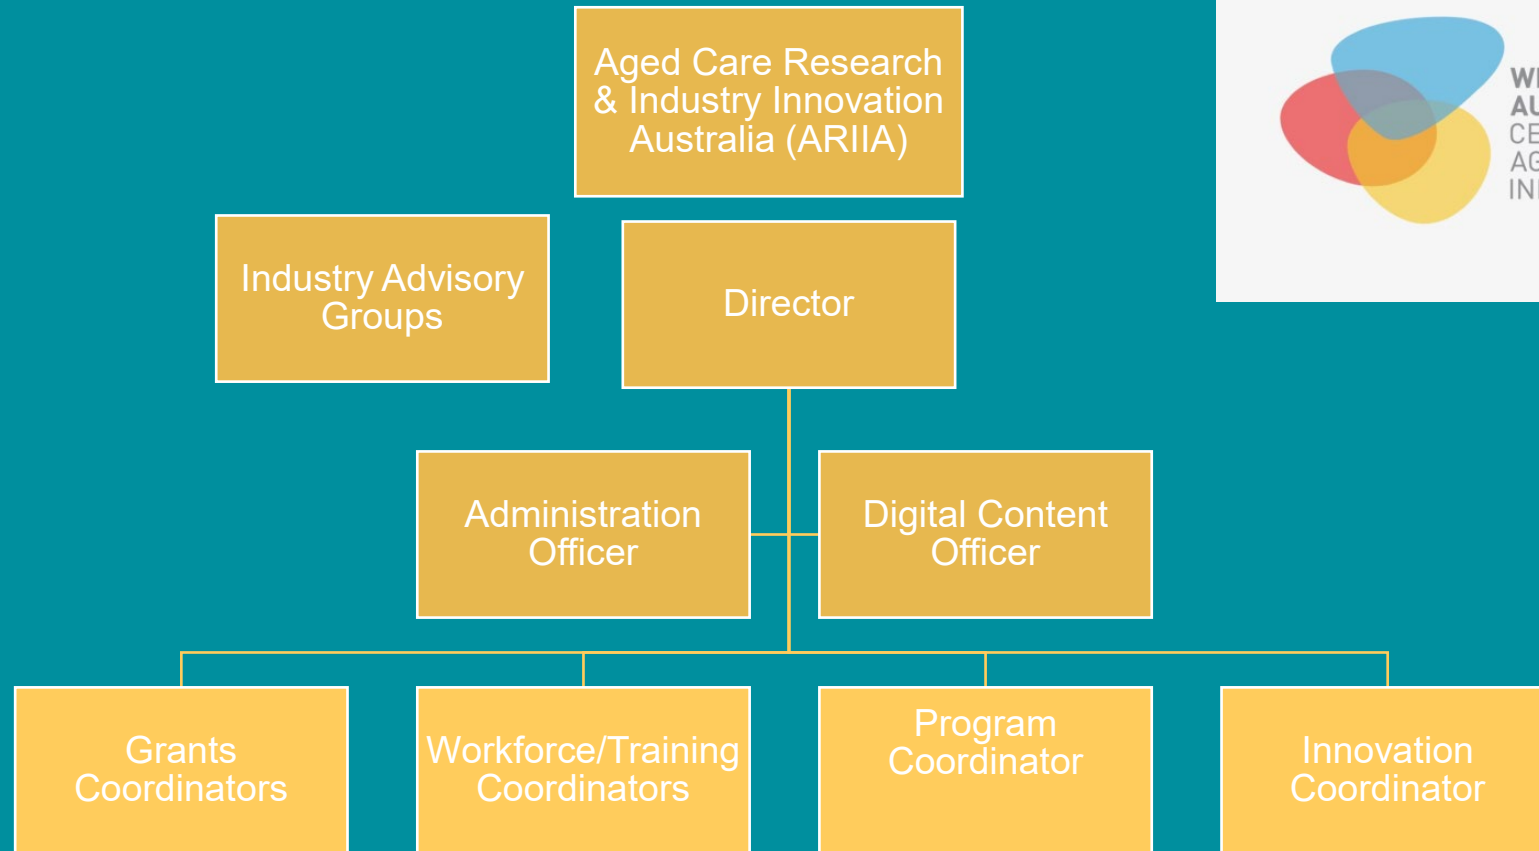 Aged Care Research
& Industry Innovation
Australia (ARIIA)
Industry Advisory
Groups
Director
Administration
Officer
Digital Content
Officer
Grants
Coordinators
Workforce/Training
Coordinators
Program
Coordinator
Innovation
Coordinator